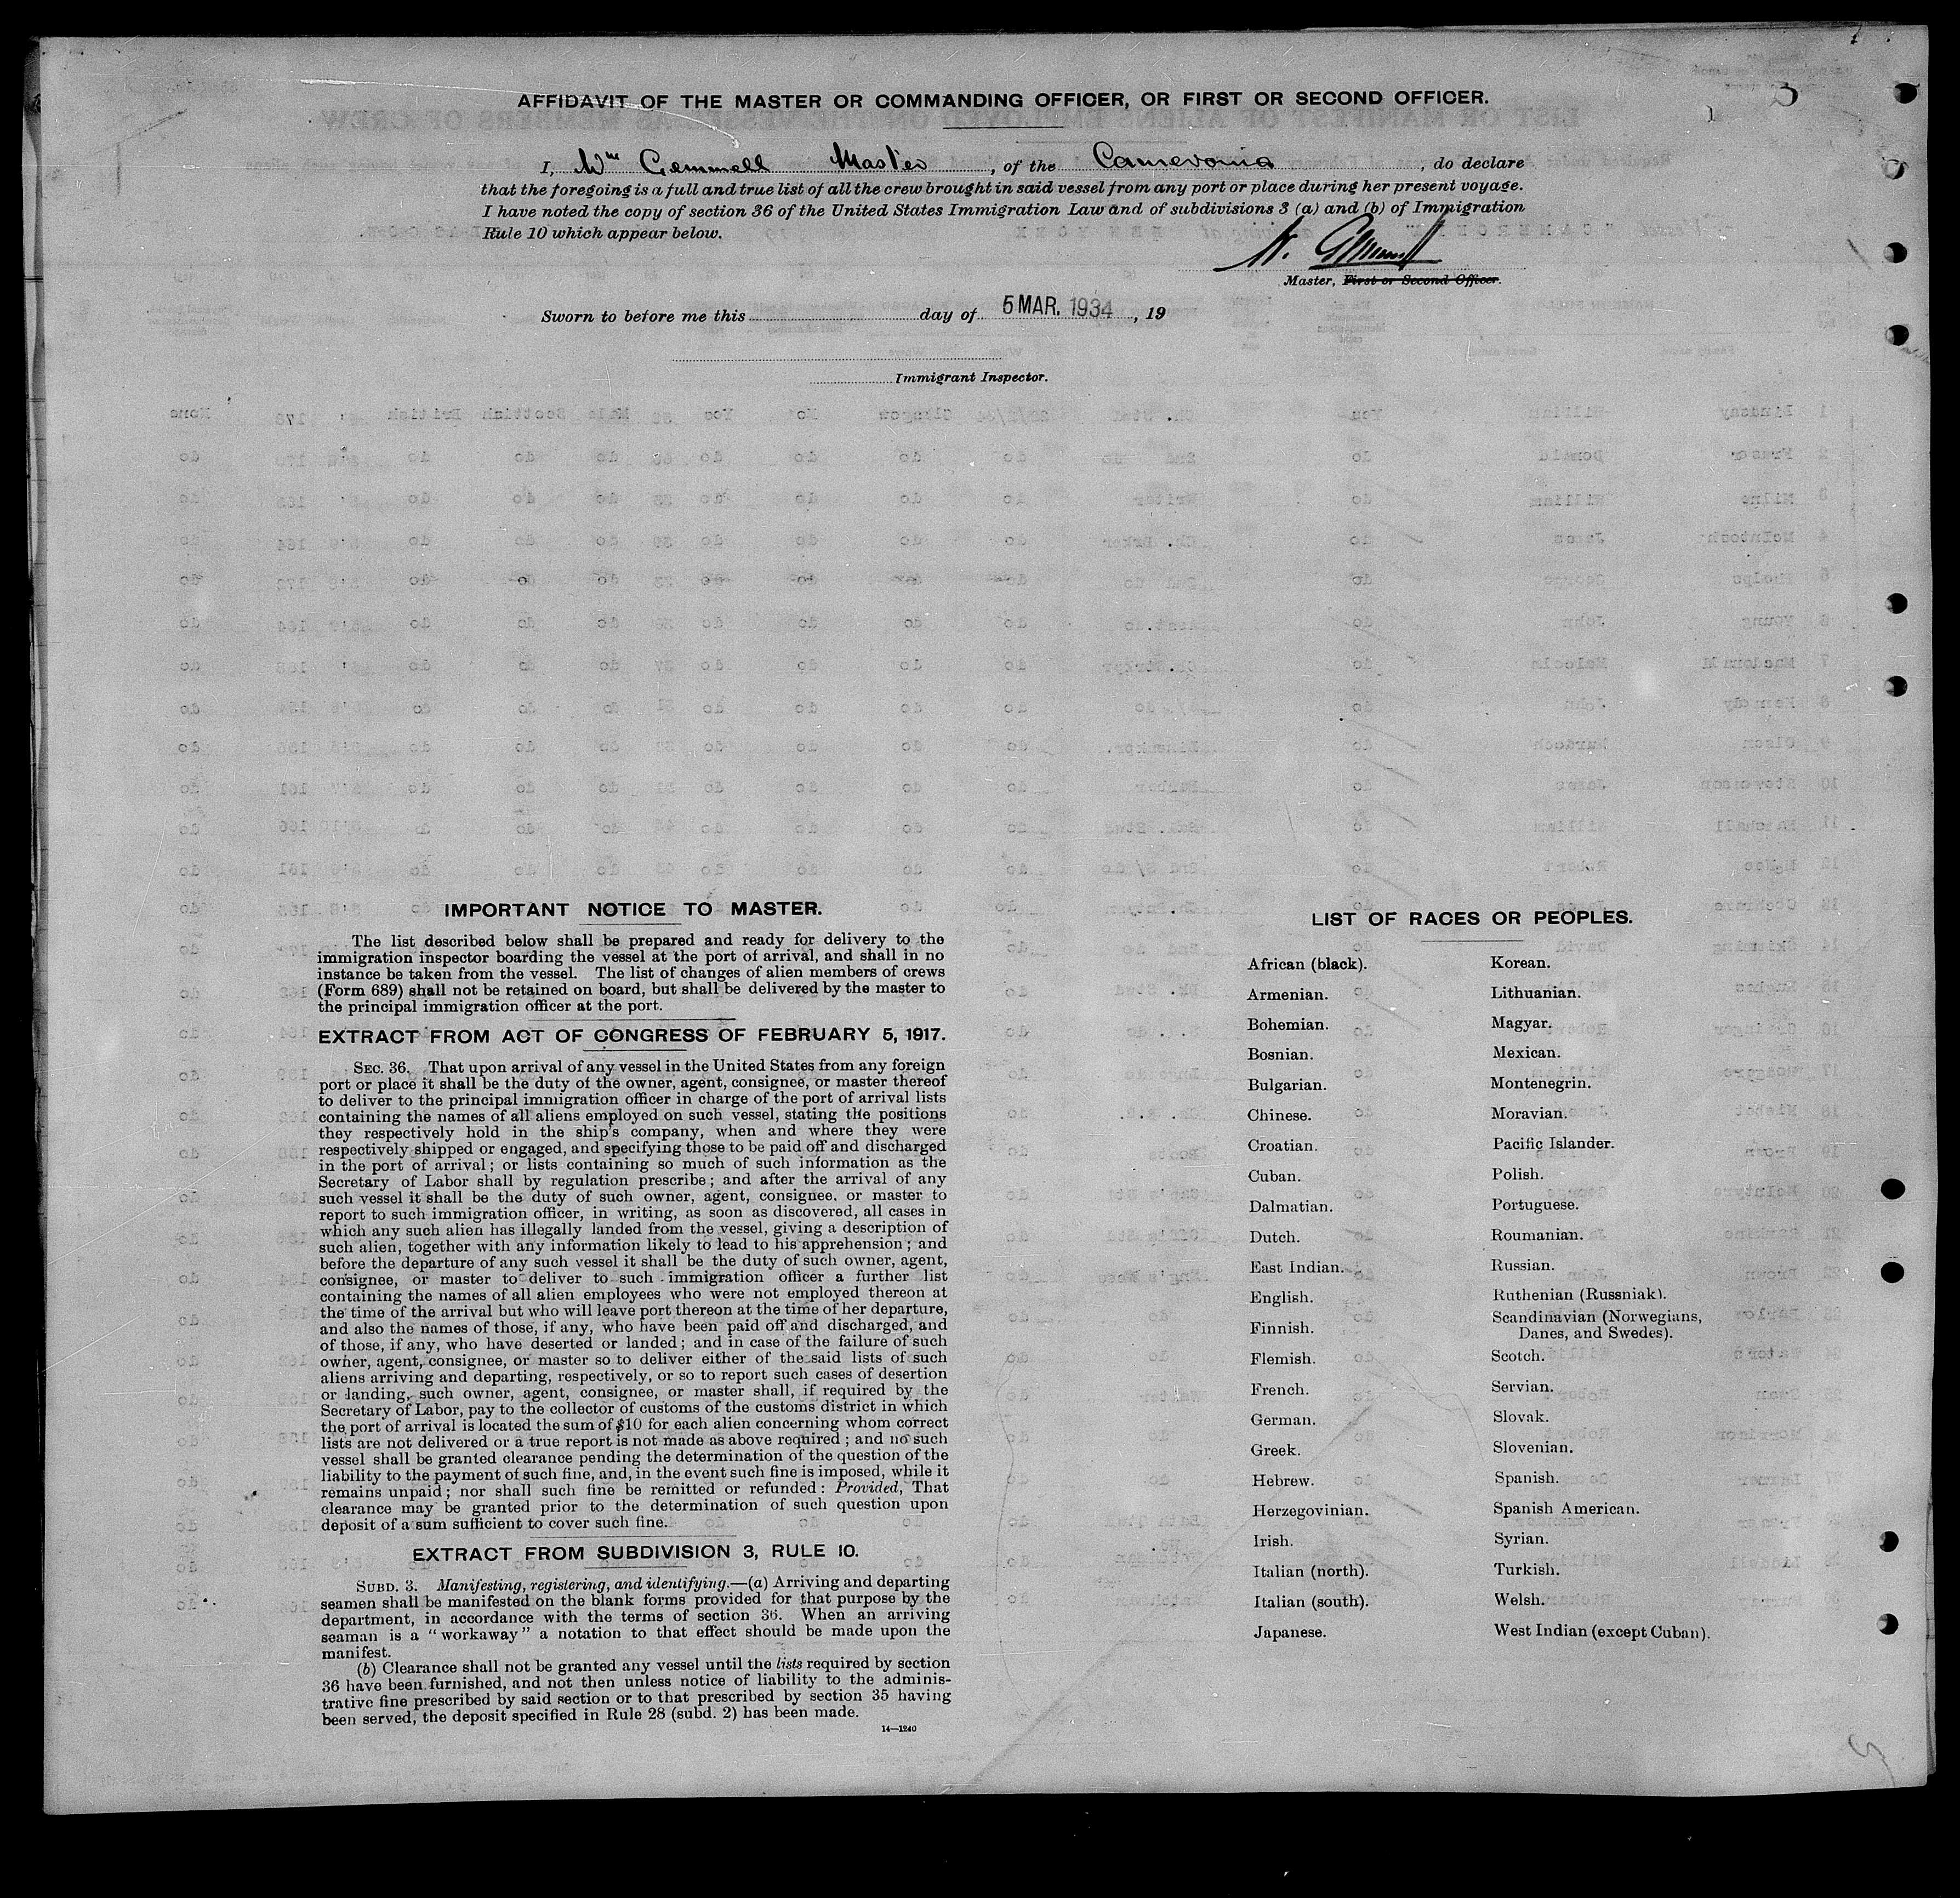 AFFIDAVIT OF THE MASTER OR COMMANDING OFFICER, OR FIRST OR SECOND OFFICER.
I, Wm Gemmell Master, of the Cameronia, do declare
that the foregoing is a full and true list of all the crew brought in said vessel from any port or place during her present voyage.
I have noted the copy of section 36 of the United States Immigration Law and of subdivisions 3 (a) and (b) of Immigration
Rule 10 which appear below.
Master, First or Second Officer.
Sworn to before me this day of 5 MAR. 1934, 19
Immigrant Inspector.
IMPORTANT NOTICE TO MASTER.
The list described below shall be prepared and ready for delivery to the
immigration inspector boarding the vessel at the port of arrival, and shall in no
instance be taken from the vessel. The list of changes of alien members of crews
(Form 689) shall not be retained on board, but shall be delivered by the master to
the principal immigration officer at the port.
EXTRACT FROM ACT OF CONGRESS OF FEBRUARY 5, 1917.
SEC. 36. That upon arrival of any vessel in the United States from any foreign
port or place it shall be the duty of the owner, agent, consignee, or master thereof
to deliver to the principal immigration officer in charge of the port of arrival lists
containing the names of all aliens employed on such vessel, stating the positions
they respectively hold in the ship's company, when and where they were
respectively shipped or engaged, and specifying those to be paid off and discharged
in the port of arrival; or lists containing so much of such information as the
Secretary of Labor shall by regulation prescribe; and after the arrival of any
such vessel it shall be the duty of such owner, agent, consignee, or master to
report to such immigration officer, in writing, as soon as discovered, all cases in
which any such alien has illegally landed from the vessel, giving a description of
such alien, together with any information likely to lead to his apprehension; and
before the departure of any such vessel it shall be the duty of such owner, agent,
consignee, or master to deliver to such immigration officer a further list
containing the names of all alien employees who were not employed thereon at
the time of the arrival but who will leave port thereon at the time of her departure,
and also the names of those, if any, who have been paid off and discharged, and
of those, if any, who have deserted or landed; and in case of the failure of such
owner, agent, consignee, or master so to deliver either of the said lists of such
aliens arriving and departing, respectively, or so to report such cases of desertion
or landing, such owner, agent, consignee, or master shall, if required by the
Secretary of Labor, pay to the collector of customs of the customs district in which
the port of arrival is located the sum of $10 for each alien concerning whom correct
lists are not delivered or a true report is not made as above required; and no such
vessel shall be granted clearance pending the determination of the question of the
liability to the payment of such fine, and, in the event such fine is imposed, while it
remains unpaid; nor shall such fine be remitted or refunded: Provided, That
clearance may be granted prior to the determination of such question upon
deposit of a sum sufficient to cover such fine.
EXTRACT FROM SUBDIVISION 3, RULE 10.
SUBD. 3. Manifesting, registering, and identifying.—(a) Arriving and departing
seamen shall be manifested on the blank forms provided for that purpose by the
department, in accordance with the terms of section 36. When an arriving
seaman is a "workaway" a notation to that effect should be made upon the
manifest.
(b) Clearance shall not be granted any vessel until the lists required by section
36 have been furnished, and not then unless notice of liability to the adminis-
trative fine prescribed by said section or to that prescribed by section 35 having
been served, the deposit specified in Rule 28 (subd. 2) has been made.
14—1240
LIST OF RACES OR PEOPLES.
African (black).
Armenian.
Bohemian.
Bosnian.
Bulgarian.
Chinese.
Croatian.
Cuban.
Dalmatian.
Dutch.
East Indian.
English.
Finnish.
Flemish.
French.
German.
Greek.
Hebrew.
Herzegovinian.
Irish.
Italian (north).
Italian (south).
Japanese.
Korean.
Lithuanian.
Magyar.
Mexican.
Montenegrin.
Moravian.
Pacific Islander.
Polish.
Portuguese.
Roumanian.
Russian.
Ruthenian (Russniak).
Scandinavian (Norwegians,
Danes, and Swedes).
Scotch.
Servian.
Slovak.
Slovenian.
Spanish.
Spanish American.
Syrian.
Turkish.
Welsh.
West Indian (except Cuban).